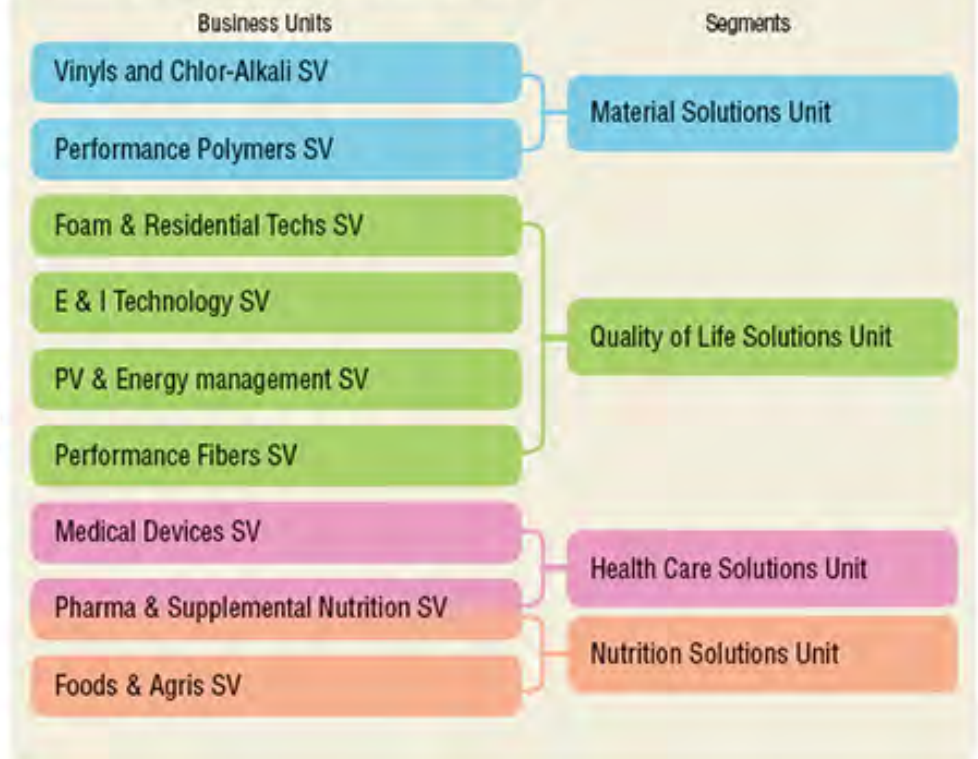 Business Units
Segments
Vinyls and Chlor-Alkali SV
Performance Polymers SV
Material Solutions Unit
Foam & Residential Techs SV
E & I Technology SV
PV & Energy management SV
Performance Fibers SV
Quality of Life Solutions Unit
Medical Devices SV
Pharma & Supplemental Nutrition SV
Health Care Solutions Unit
Foods & Agris SV
Nutrition Solutions Unit